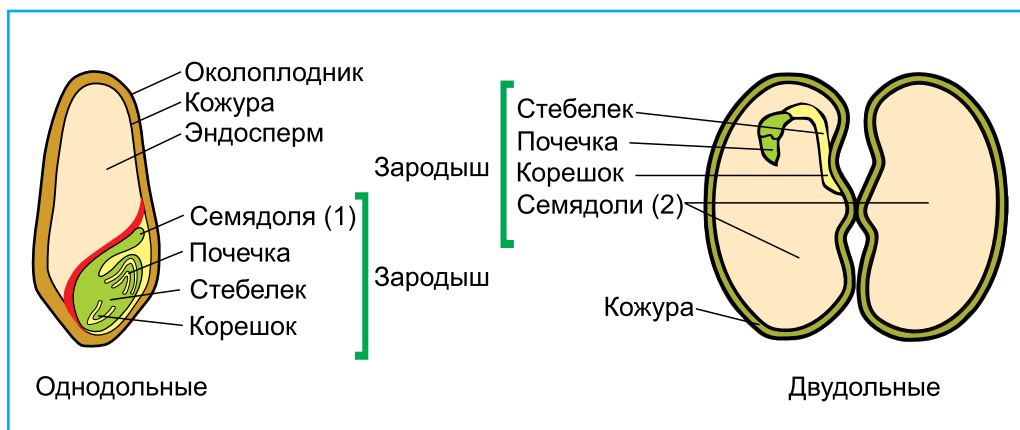 Околоплодник
Кожура
Эндосперм
Семядоля (1)
Почечка
Стебелек
Корешок
Зародыш
Однодольные
Зародыш
Стебелек
Почечка
Корешок
Семядоли (2)
Кожура
Двудольные